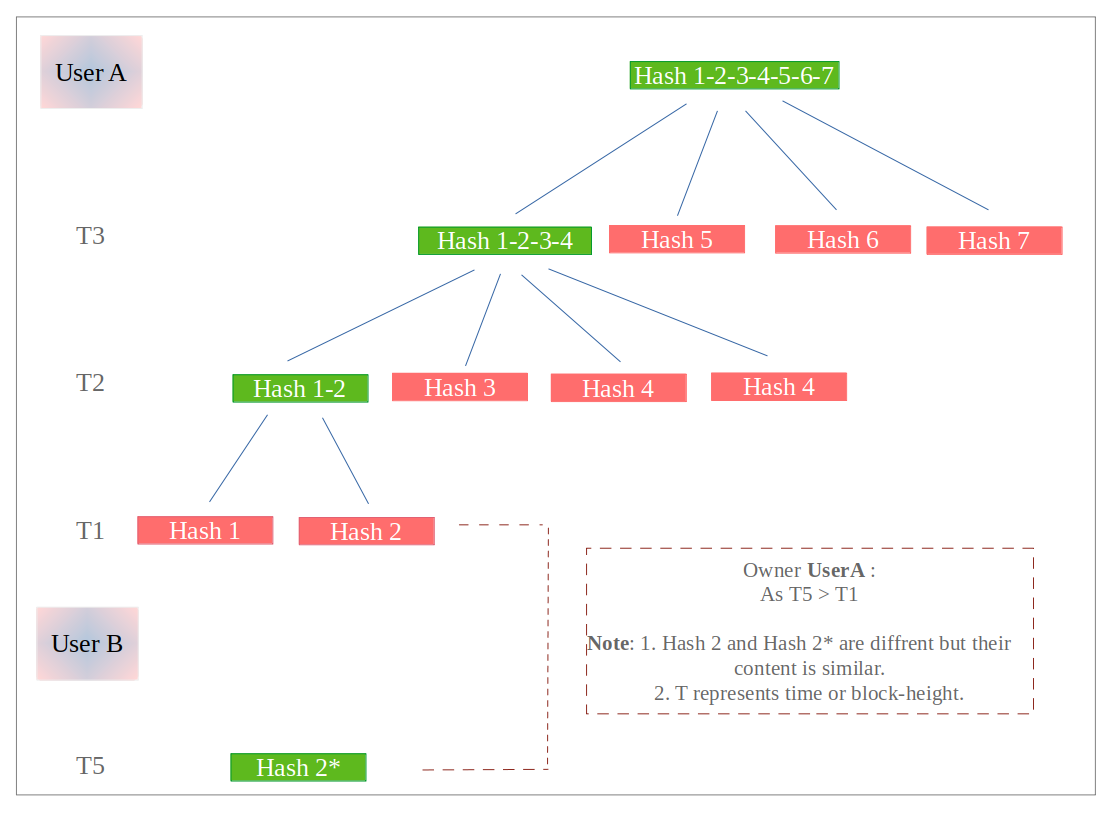 User A
Hash 1-2-3-4-5-6-7
T3
Hash 1-2-3-4
Hash 5
Hash 6
Hash 7
T2
Hash 1-2
Hash 3
Hash 4
Hash 4
T1
Hash 1
Hash 2
Owner UserA :
As T5 > T1
Note: 1. Hash 2 and Hash 2* are diffrent but their
content is similar.
2. T represents time or block-height.
User B
T5
Hash 2*